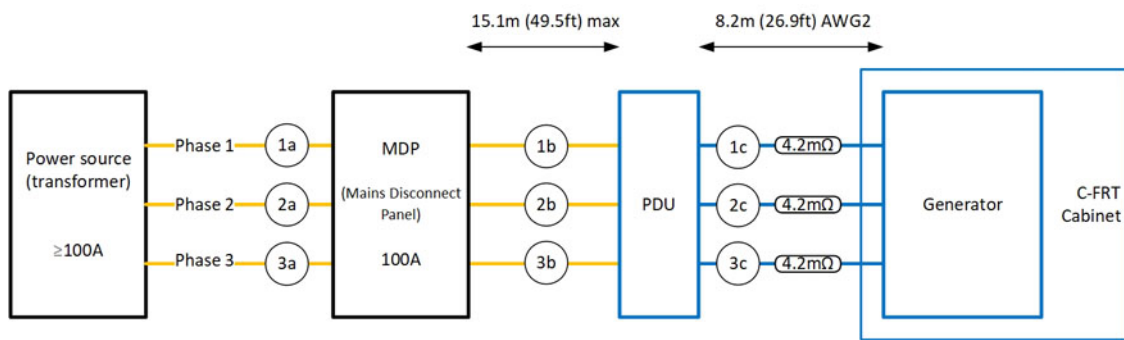 15.1m (49.5ft) max
8.2m (26.9ft) AWG2
Power source
(transformer)
≥100A
Phase 1
Phase 2
Phase 3
1a
2a
3a
MDP
(Mains Disconnect
Panel)
100A
1b
2b
3b
PDU
1c
2c
3c
4.2mΩ
4.2mΩ
4.2mΩ
Generator
C-FRT
Cabinet